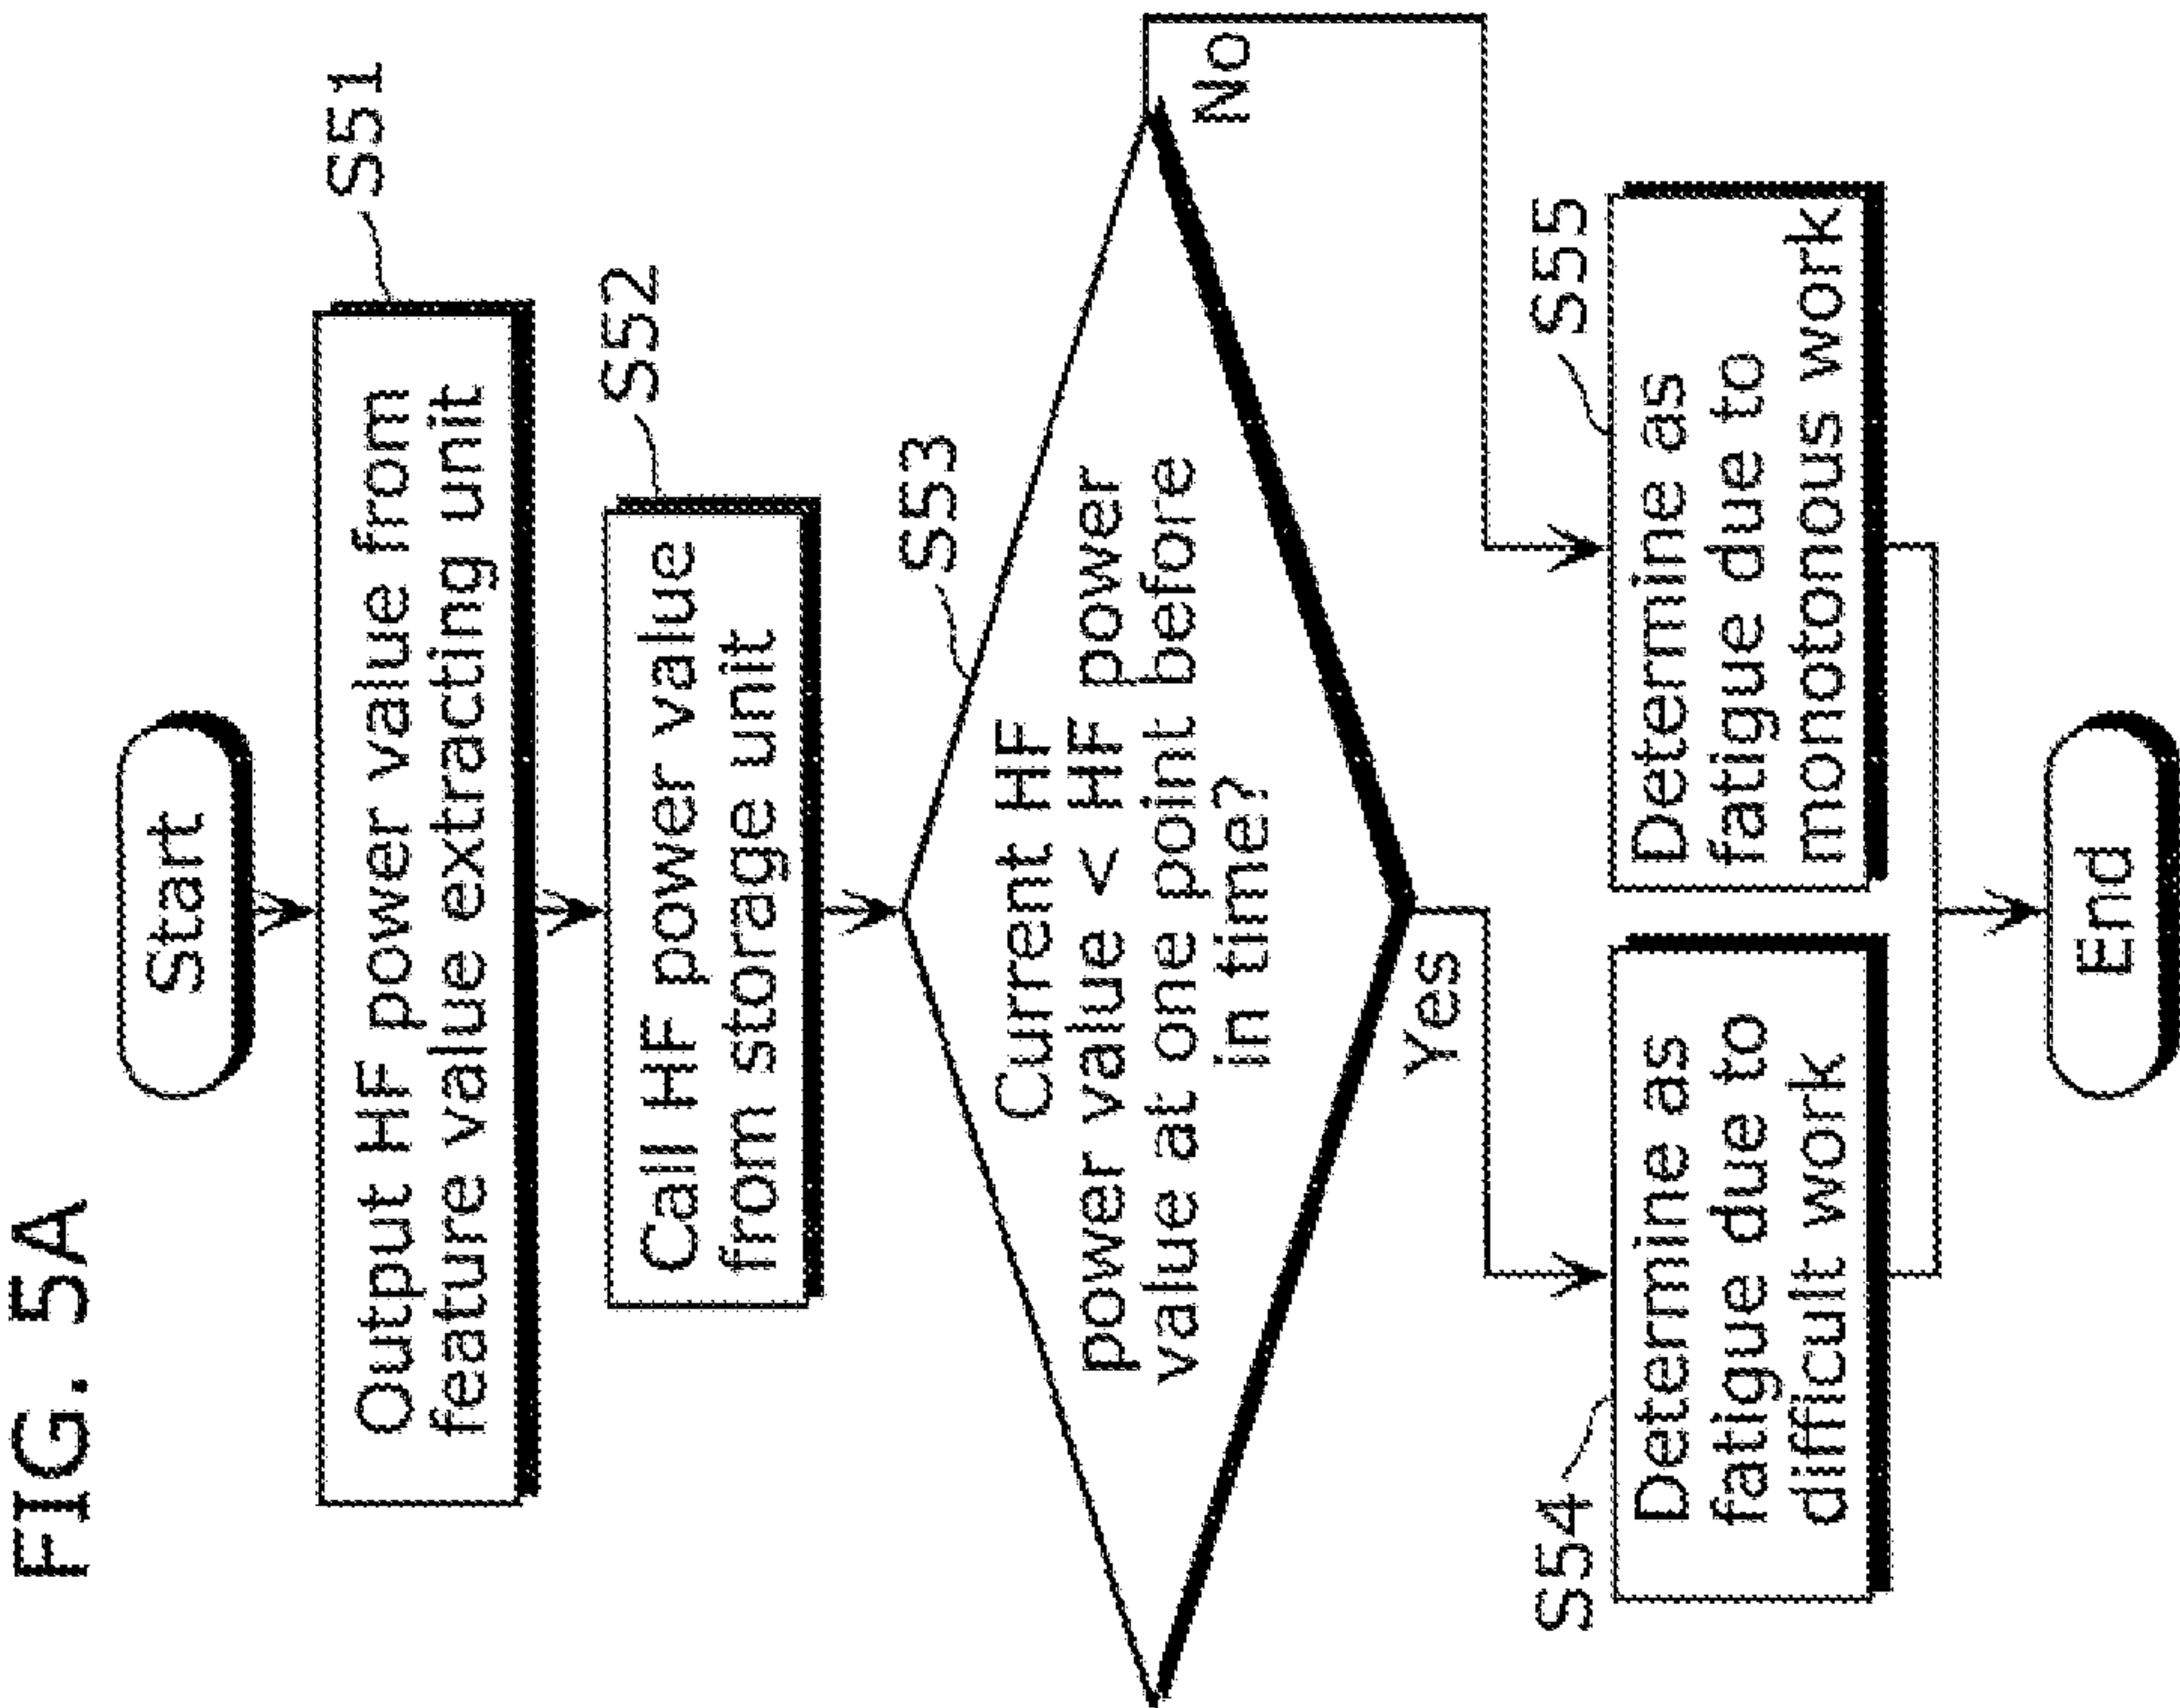 FIG. 5A
Start
S51
Output HF power value from
feature value extracting unit
S52
Call HF power value
from storage unit
S53
Current HF
power value < HF power
value at one point before
in time?
Yes
No
S54
Determine as
fatigue due to
difficult work
S55
Determine as
fatigue due to
monotonous work
End